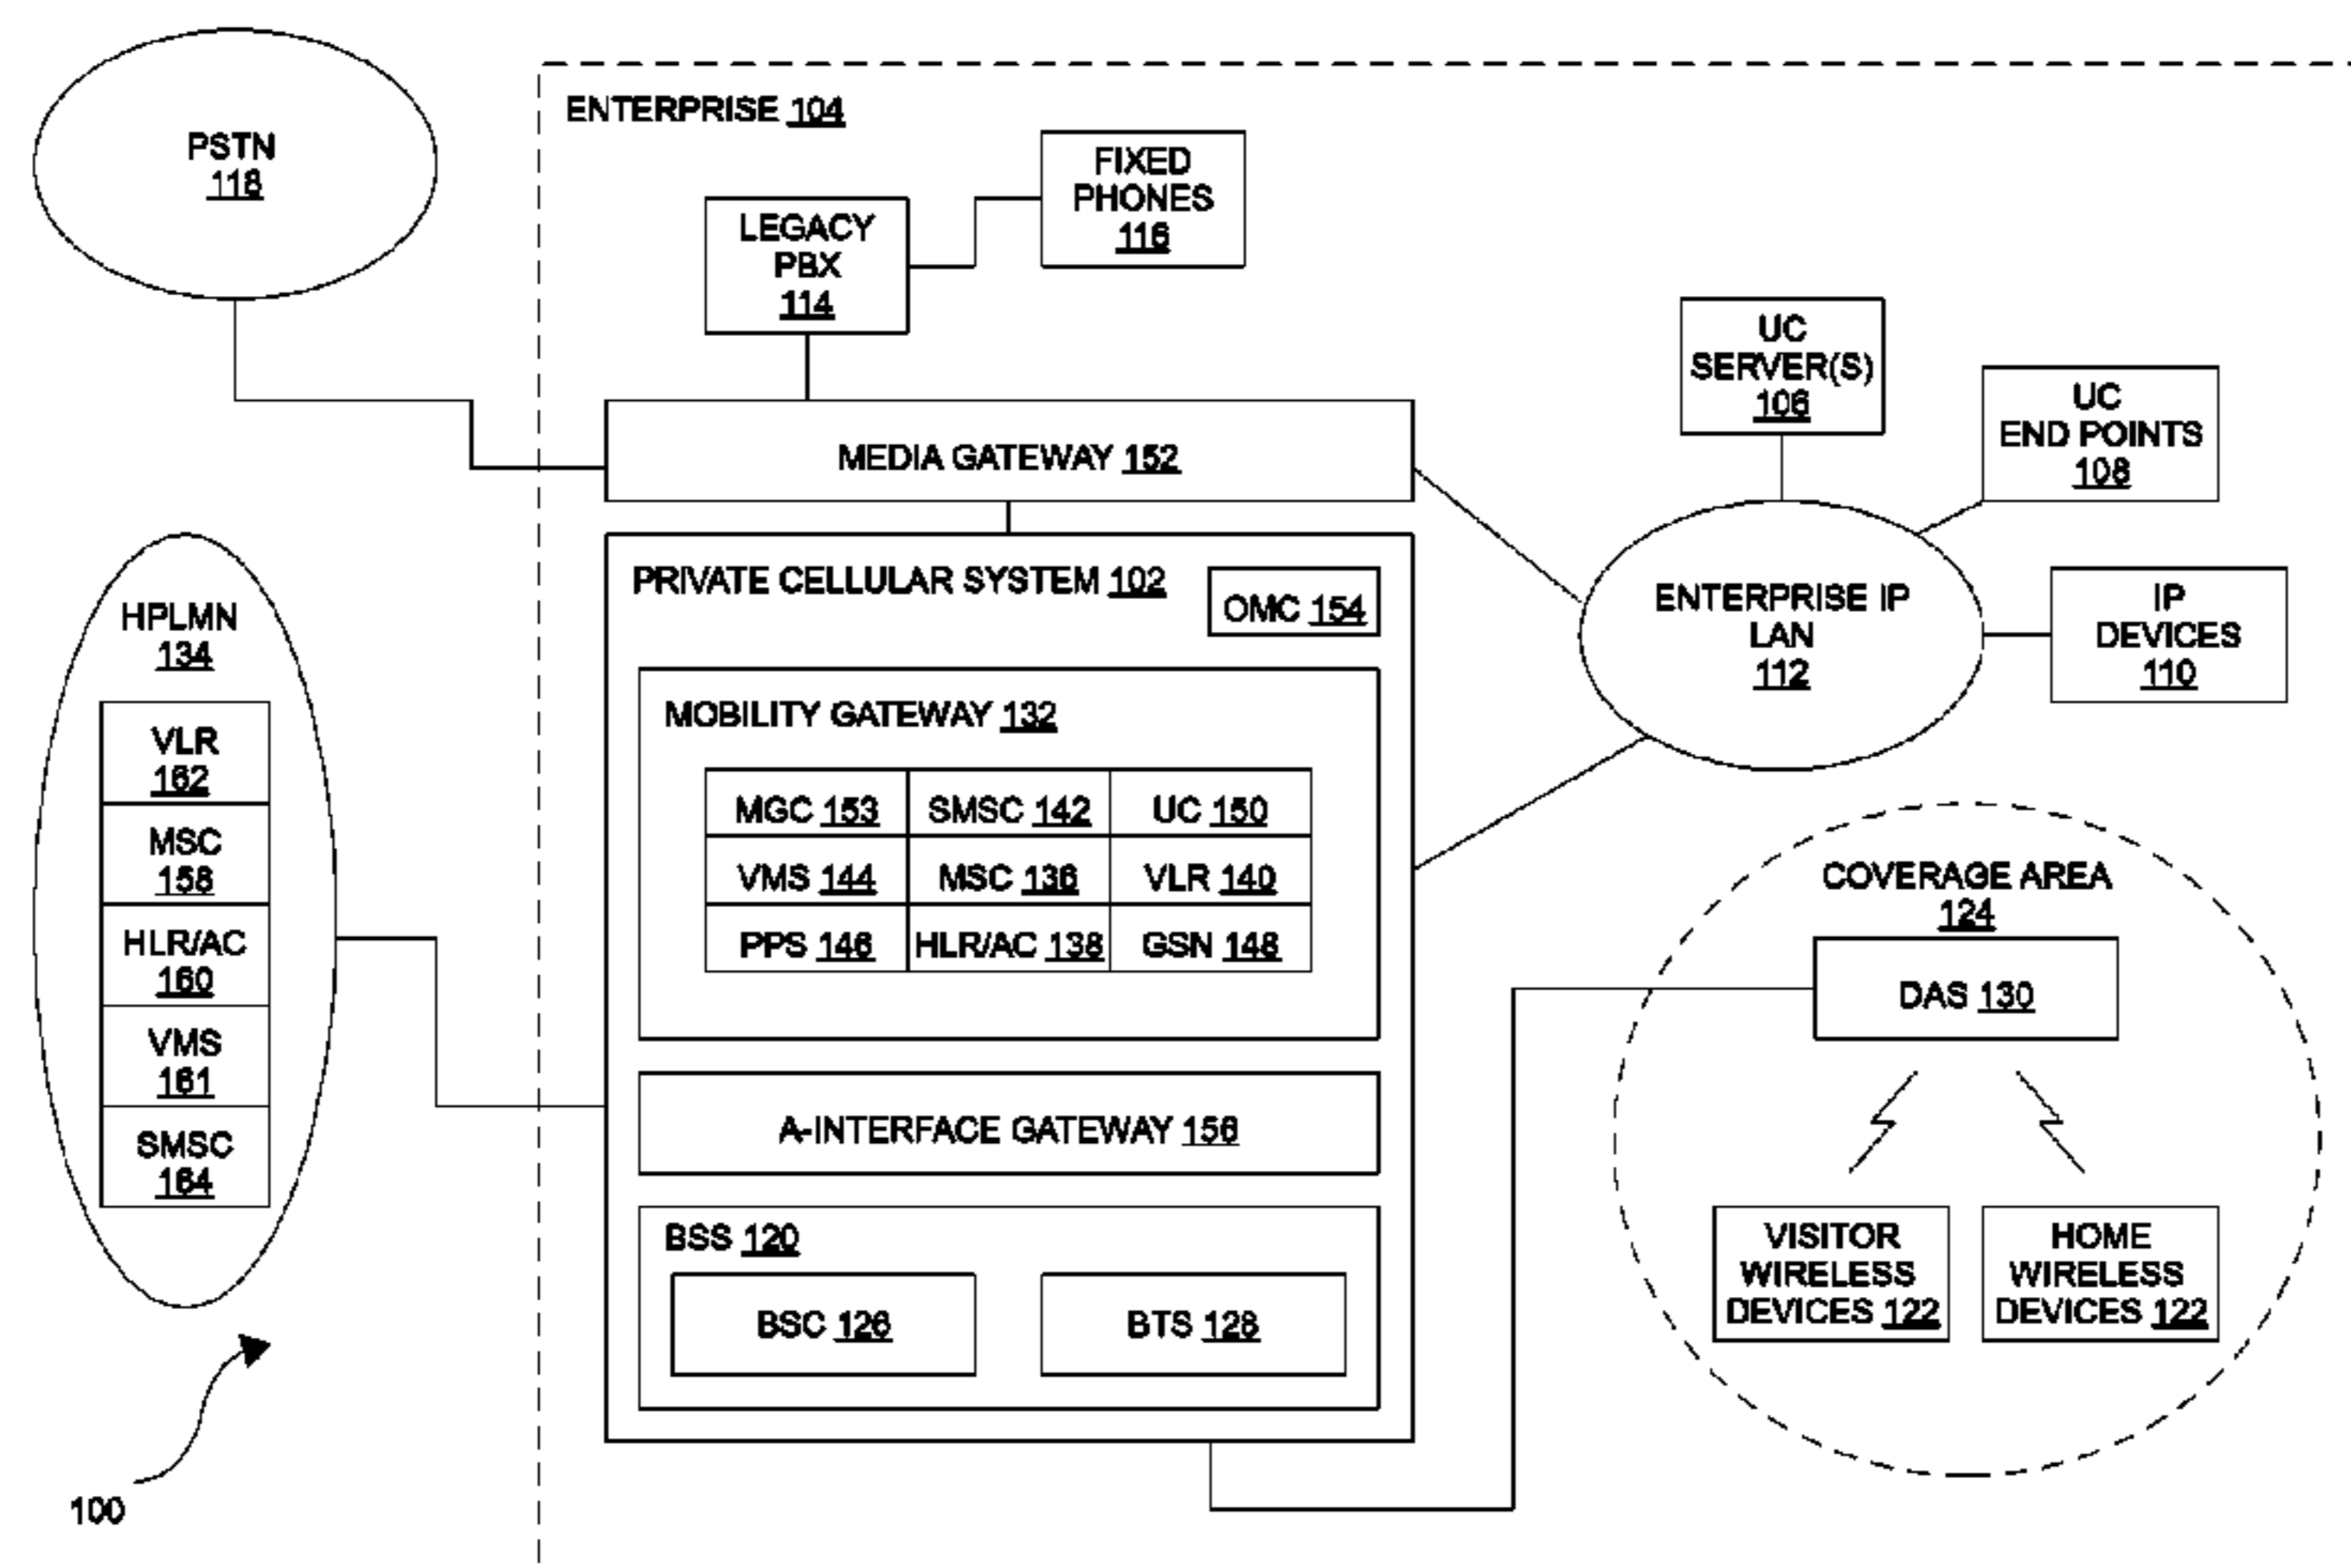 ENTERPRISE 104
PSTN
118
FIXED
PHONES
116
LEGACY
PBX
114
UC
SERVER(S)
106
UC
END POINTS
108
MEDIA GATEWAY 152
PRIVATE CELLULAR SYSTEM 102
OMC 154
ENTERPRISE IP
LAN
112
IP
DEVICES
110
HPLMN
134
VLR
162
MSC
158
HLR/AC
160
VMS
161
SMSC
164
MOBILITY GATEWAY 132
MGC 153 SMSC 142 UC 150
VMS 144 MSC 136 VLR 140
PPS 146 HLR/AC 138 GSN 148
COVERAGE AREA
124
DAS 130
A-INTERFACE GATEWAY 156
BSS 120
BSC 126 BTS 128
VISITOR
WIRELESS
DEVICES 122
HOME
WIRELESS
DEVICES 122
100